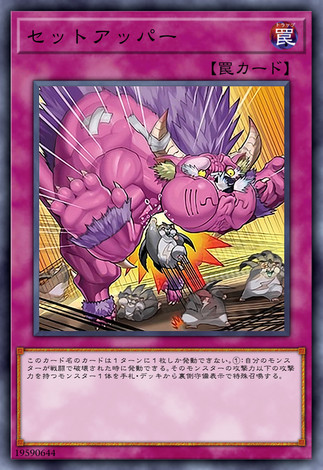 セットアッパー
トラップ
罠
【罠カード】
このカード名のカードは1ターンに1枚しか発動できない。①:自分のモンス
ターが戦闘で破壊された時に発動できる。そのモンスターの攻撃力以下の攻撃
力を持つモンスター1体を手札・デッキから裏側守備表示で特殊召喚する。
19590644